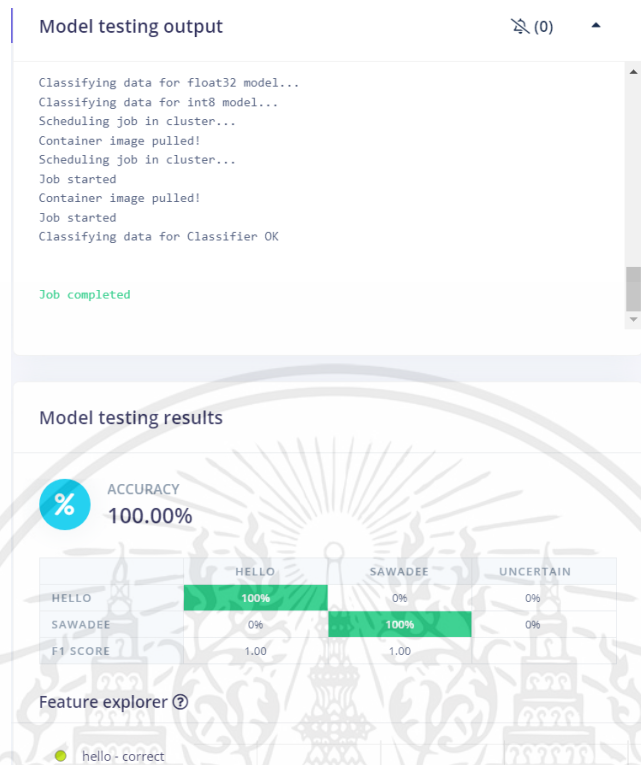 Model testing output
(0)
Classifying data for float32 model...
Classifying data for int8 model...
Scheduling job in cluster...
Container image pulled!
Scheduling job in cluster...
Job started
Container image pulled!
Job started
Classifying data for Classifier OK
Job completed
Model testing results
%
ACCURACY
100.00%
HELLO SAWADEE UNCERTAIN
HELLO 100% 0% 0%
SAWADEE 0% 100% 0%
F1 SCORE 1.00 1.00
Feature explorer ?
hello - correct